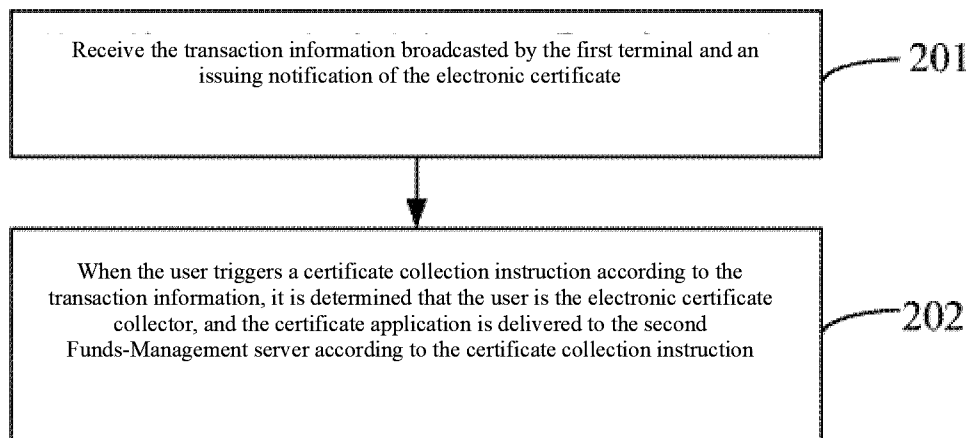 Receive the transaction information broadcasted by the first terminal and an
issuing notification of the electronic certificate
201
When the user triggers a certificate collection instruction according to the
transaction information, it is determined that the user is the electronic certificate
collector, and the certificate application is delivered to the second
Funds-Management server according to the certificate collection instruction
202